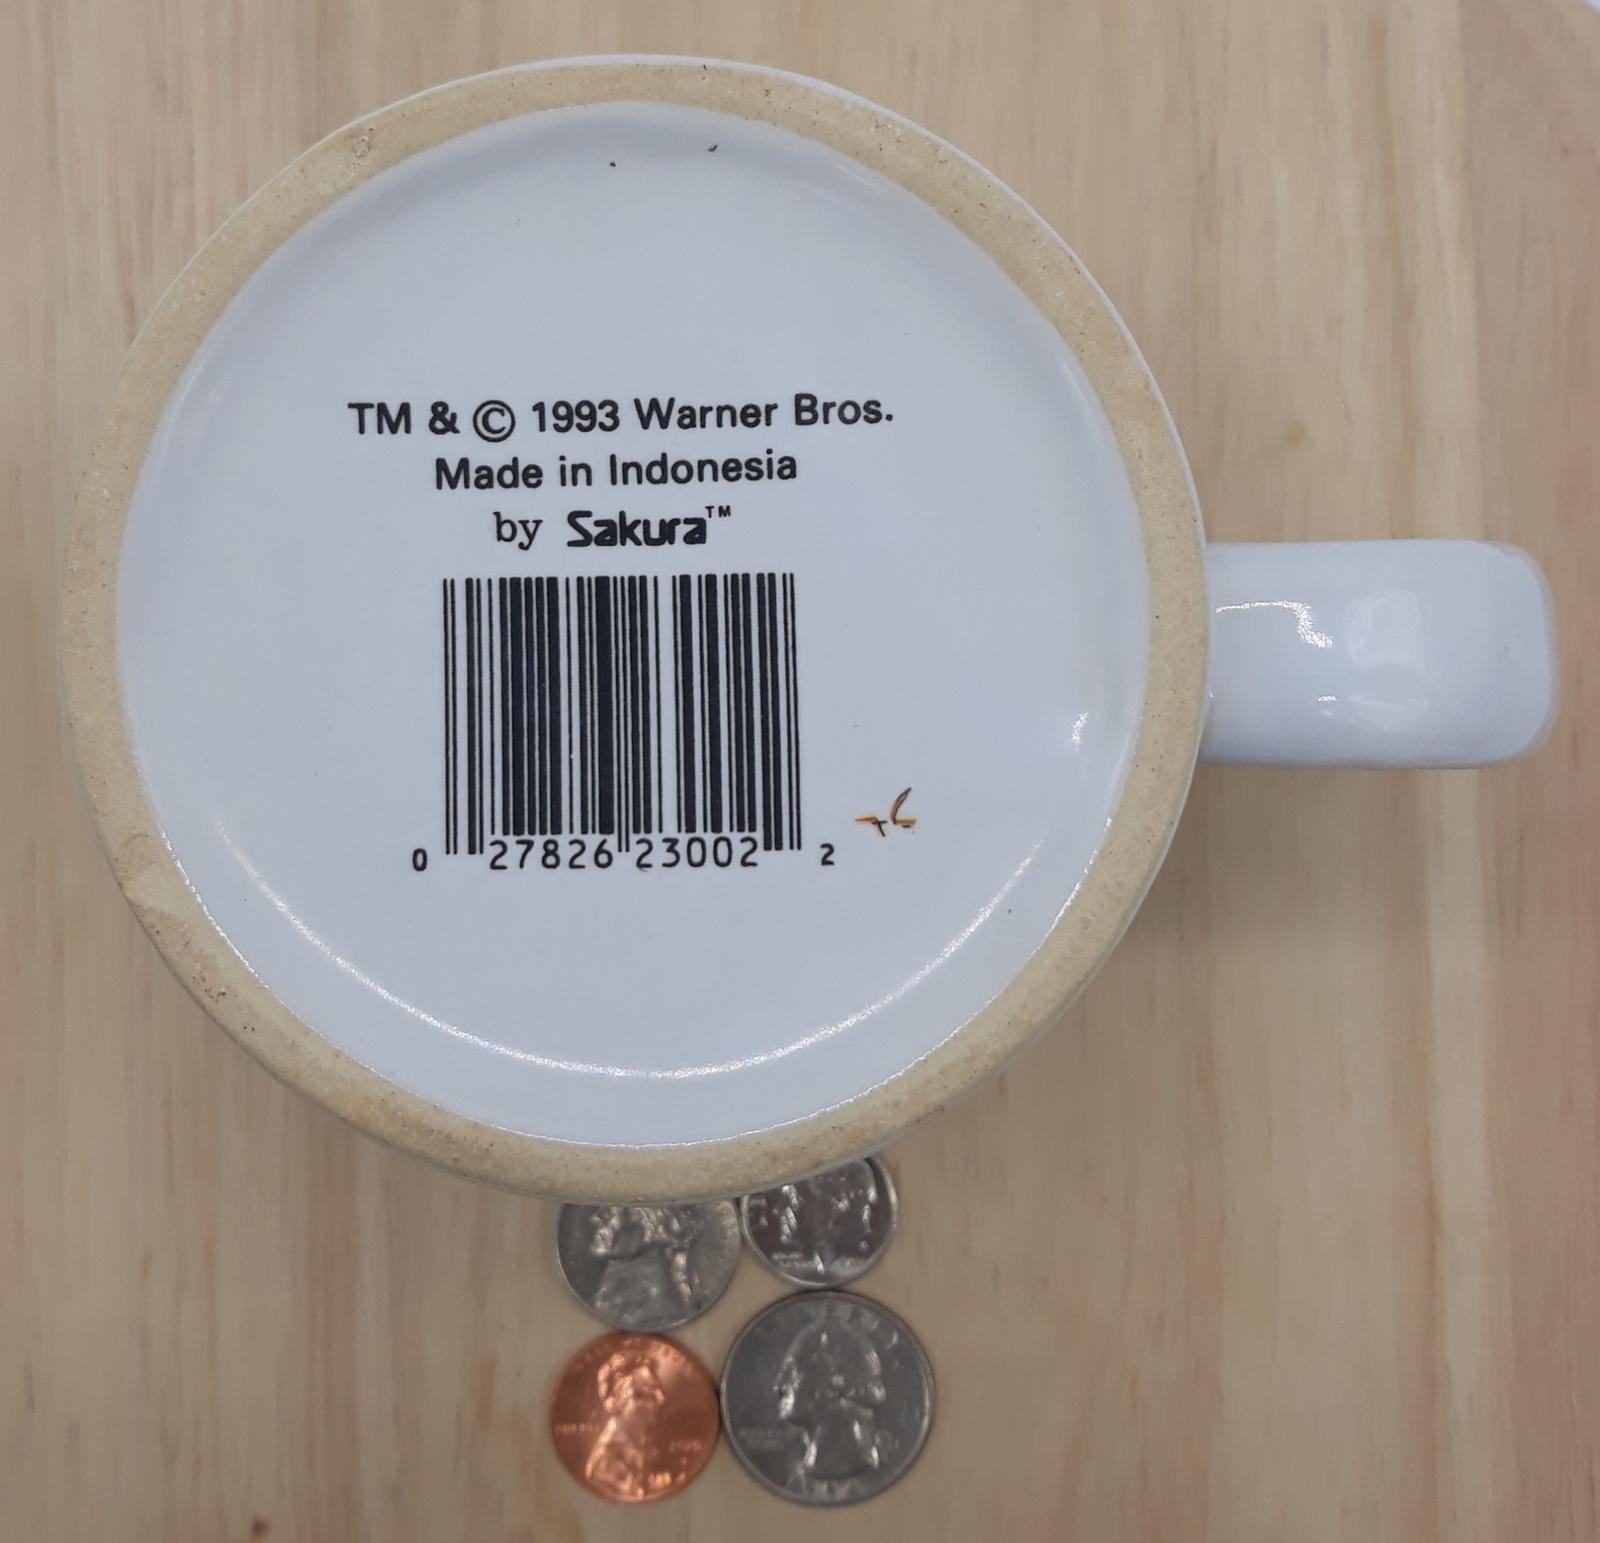 TM & © 1993 Warner Bros.
Made in Indonesia
by Sakura™
0 27826 23002 2